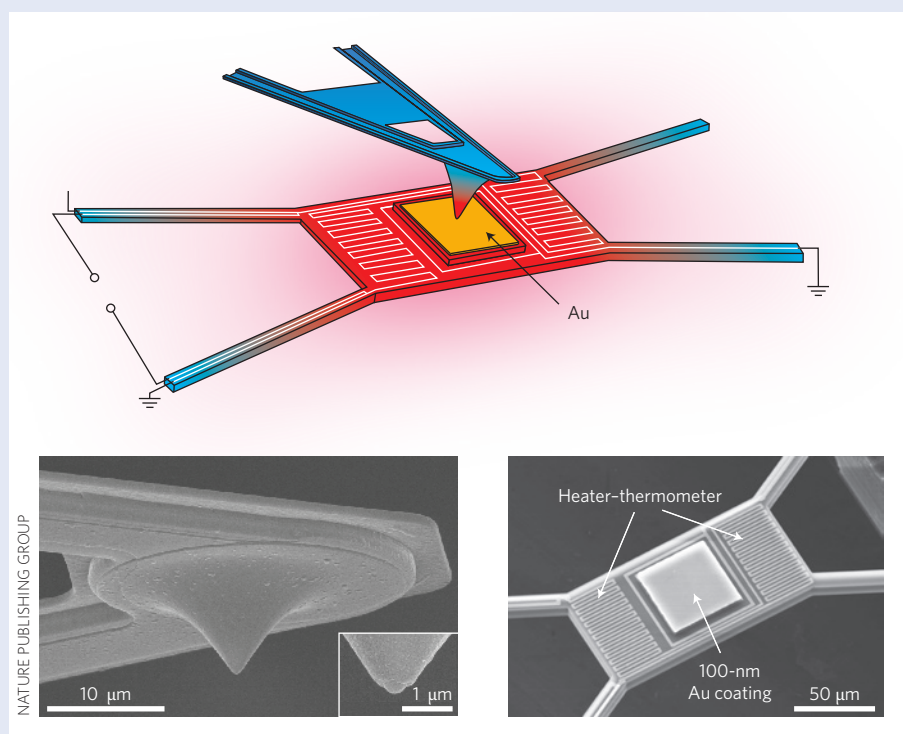 Au
NATURE PUBLISHING GROUP
10 μm
1 μm
Heater–thermometer
100-nm
Au coating
50 μm